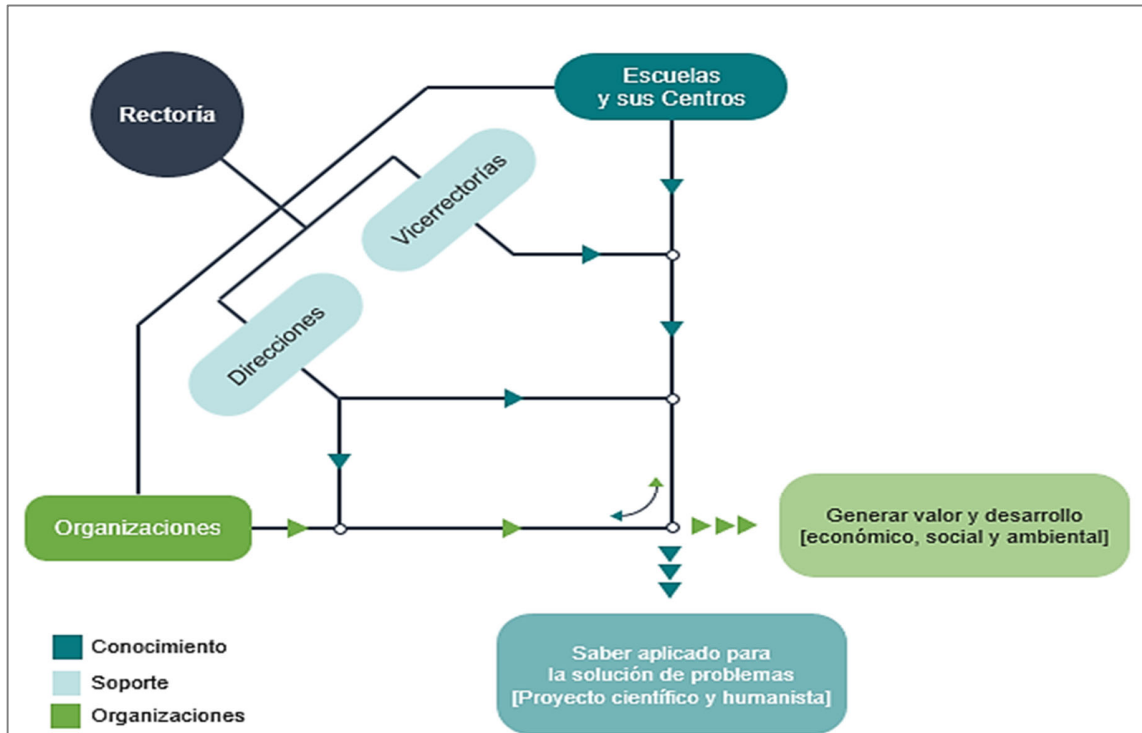 Rectoría
Escuelas
y sus Centros
Vicerrectorías
Direcciones
Organizaciones
Generar valor y desarrollo
[económico, social y ambiental]
Saber aplicado para
la solución de problemas
[Proyecto científico y humanista]
Conocimiento
Soporte
Organizaciones